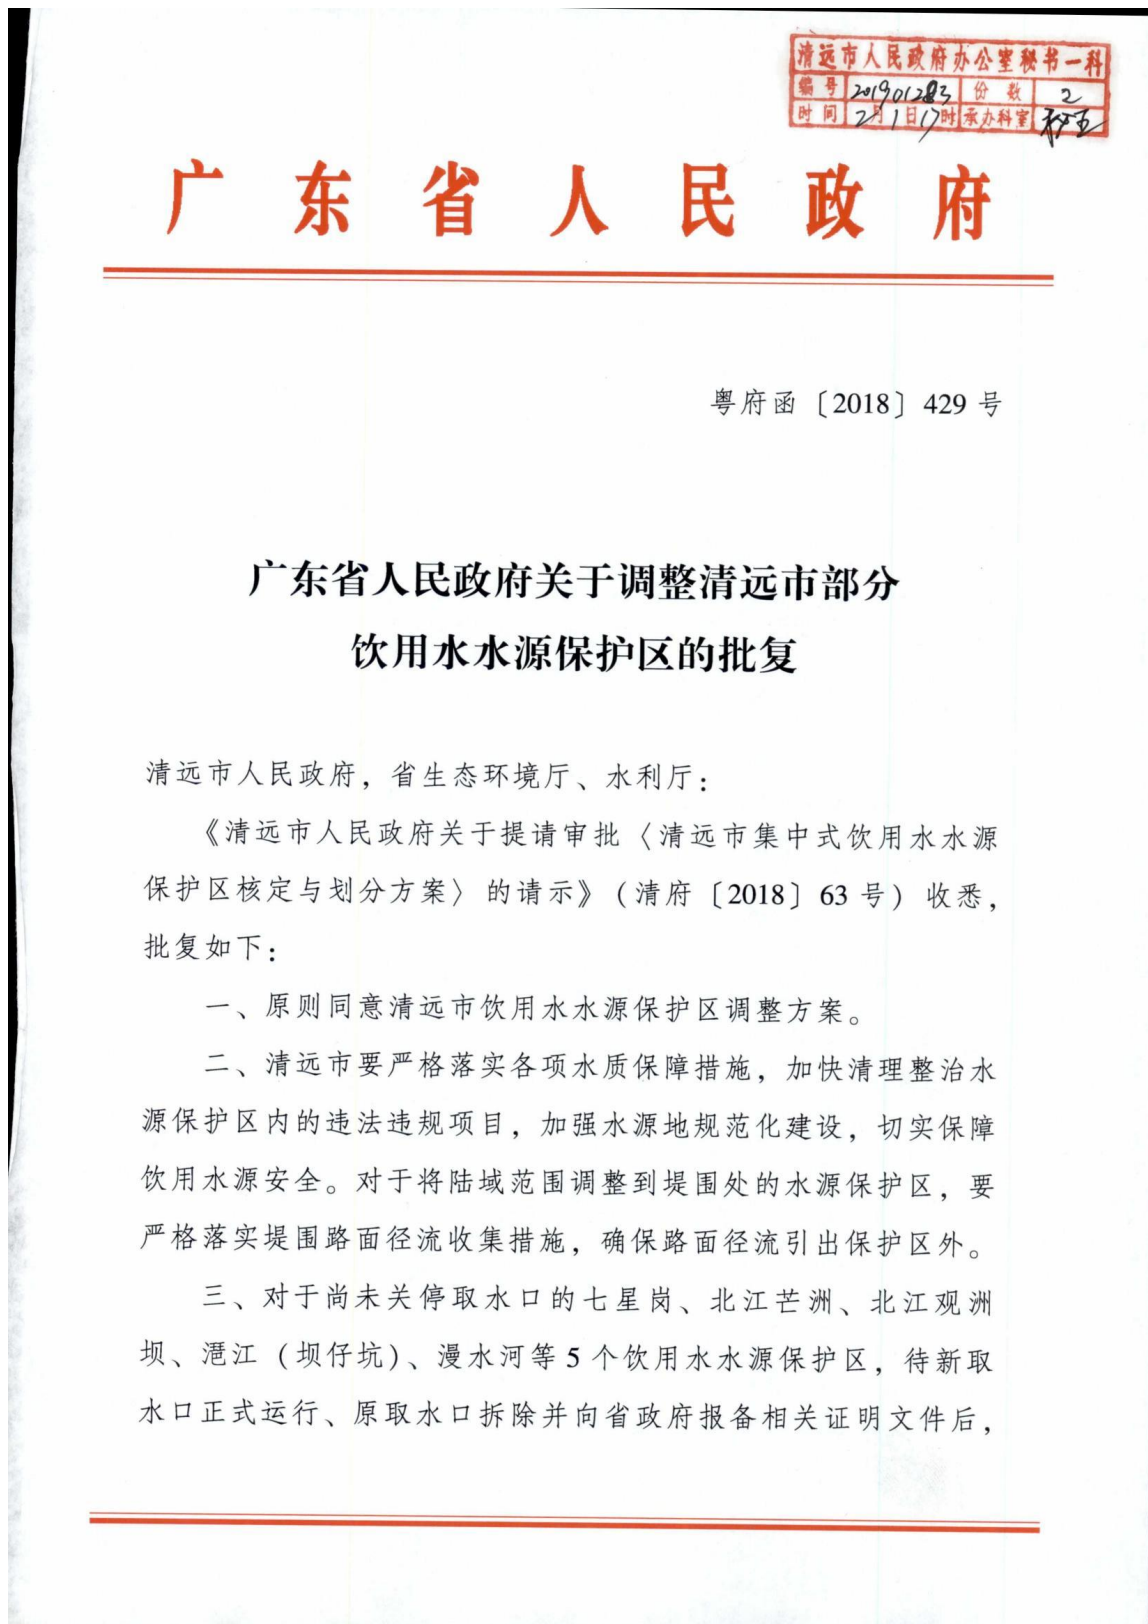 清远市人民政府办公室秘书一科
编号 201901283 份数 2
时间 2月1日17时 承办科室
广东省人民政府
粤府函〔2018〕429号
广东省人民政府关于调整清远市部分
饮用水水源保护区的批复
清远市人民政府，省生态环境厅、水利厅：
《清远市人民政府关于提请审批〈清远市集中式饮用水水源
保护区核定与划分方案〉的请示》（清府〔2018〕63号）收悉，
批复如下：
一、原则同意清远市饮用水水源保护区调整方案。
二、清远市要严格落实各项水质保障措施，加快清理整治水
源保护区内的违法违规项目，加强水源地规范化建设，切实保障
饮用水源安全。对于将陆域范围调整到堤围处的水源保护区，要
严格落实堤围路面径流收集措施，确保路面径流引出保护区外。
三、对于尚未关停取水口的七星岗、北江芒洲、北江观洲
坝、滃江（坝仔坑）、漫水河等5个饮用水水源保护区，待新取
水口正式运行、原取水口拆除并向省政府报备相关证明文件后，